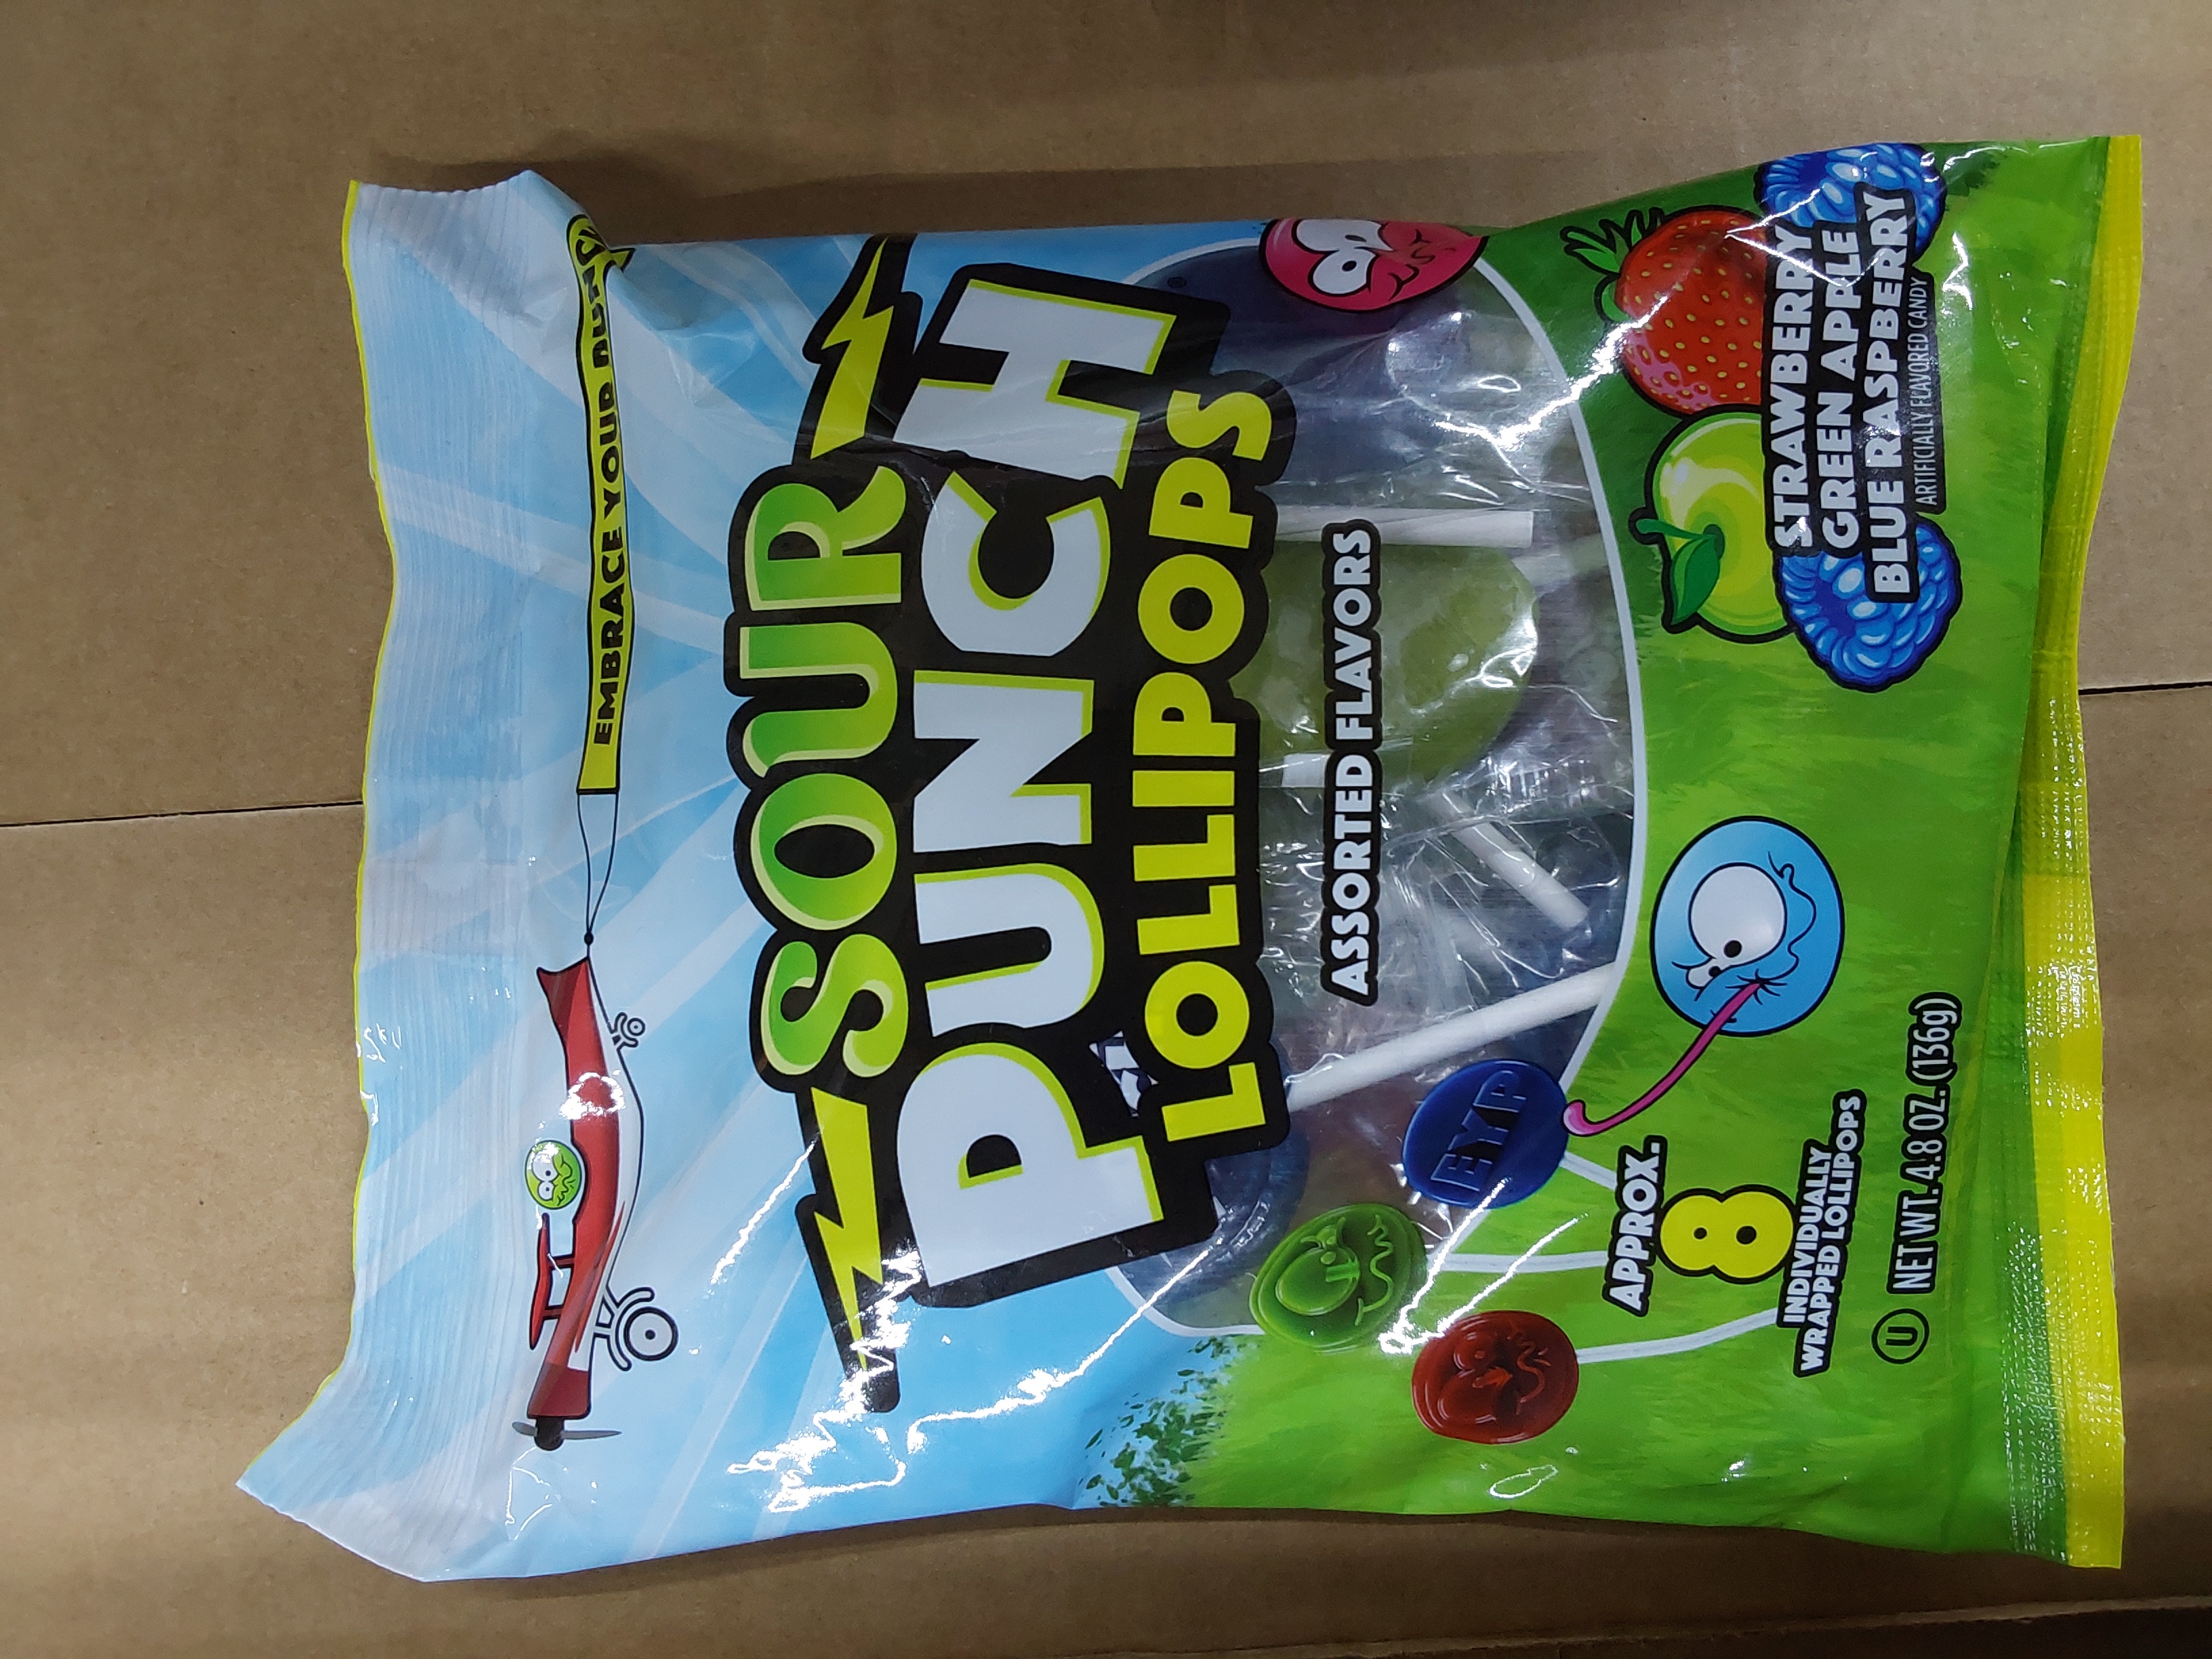 EMBRACE YOUR
SOUR
PUNCH
LOLLIPOPS
®
ASSORTED FLAVORS
EYP
APPROX.
8
INDIVIDUALLY
WRAPPED LOLLIPOPS
U NET WT. 4.8 OZ. (136g)
STRAWBERRY
GREEN APPLE
BLUE RASPBERRY
ARTIFICIALLY FLAVORED CANDY